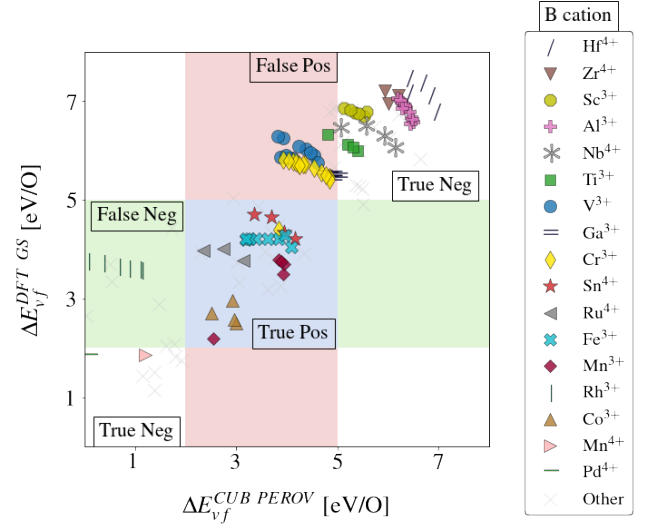 B cation
False Pos
True Neg
False Neg
True Pos
True Neg
7
5
3
1
1
3
5
7
ΔE_{vf}^{DFT GS} [eV/O]
ΔE_{vf}^{CUB PEROV} [eV/O]
Hf⁴⁺
Zr⁴⁺
Sc³⁺
Al³⁺
Nb⁴⁺
Ti³⁺
V³⁺
Ga³⁺
Cr³⁺
Sn⁴⁺
Ru⁴⁺
Fe³⁺
Mn³⁺
Rh³⁺
Co³⁺
Mn⁴⁺
Pd⁴⁺
Other